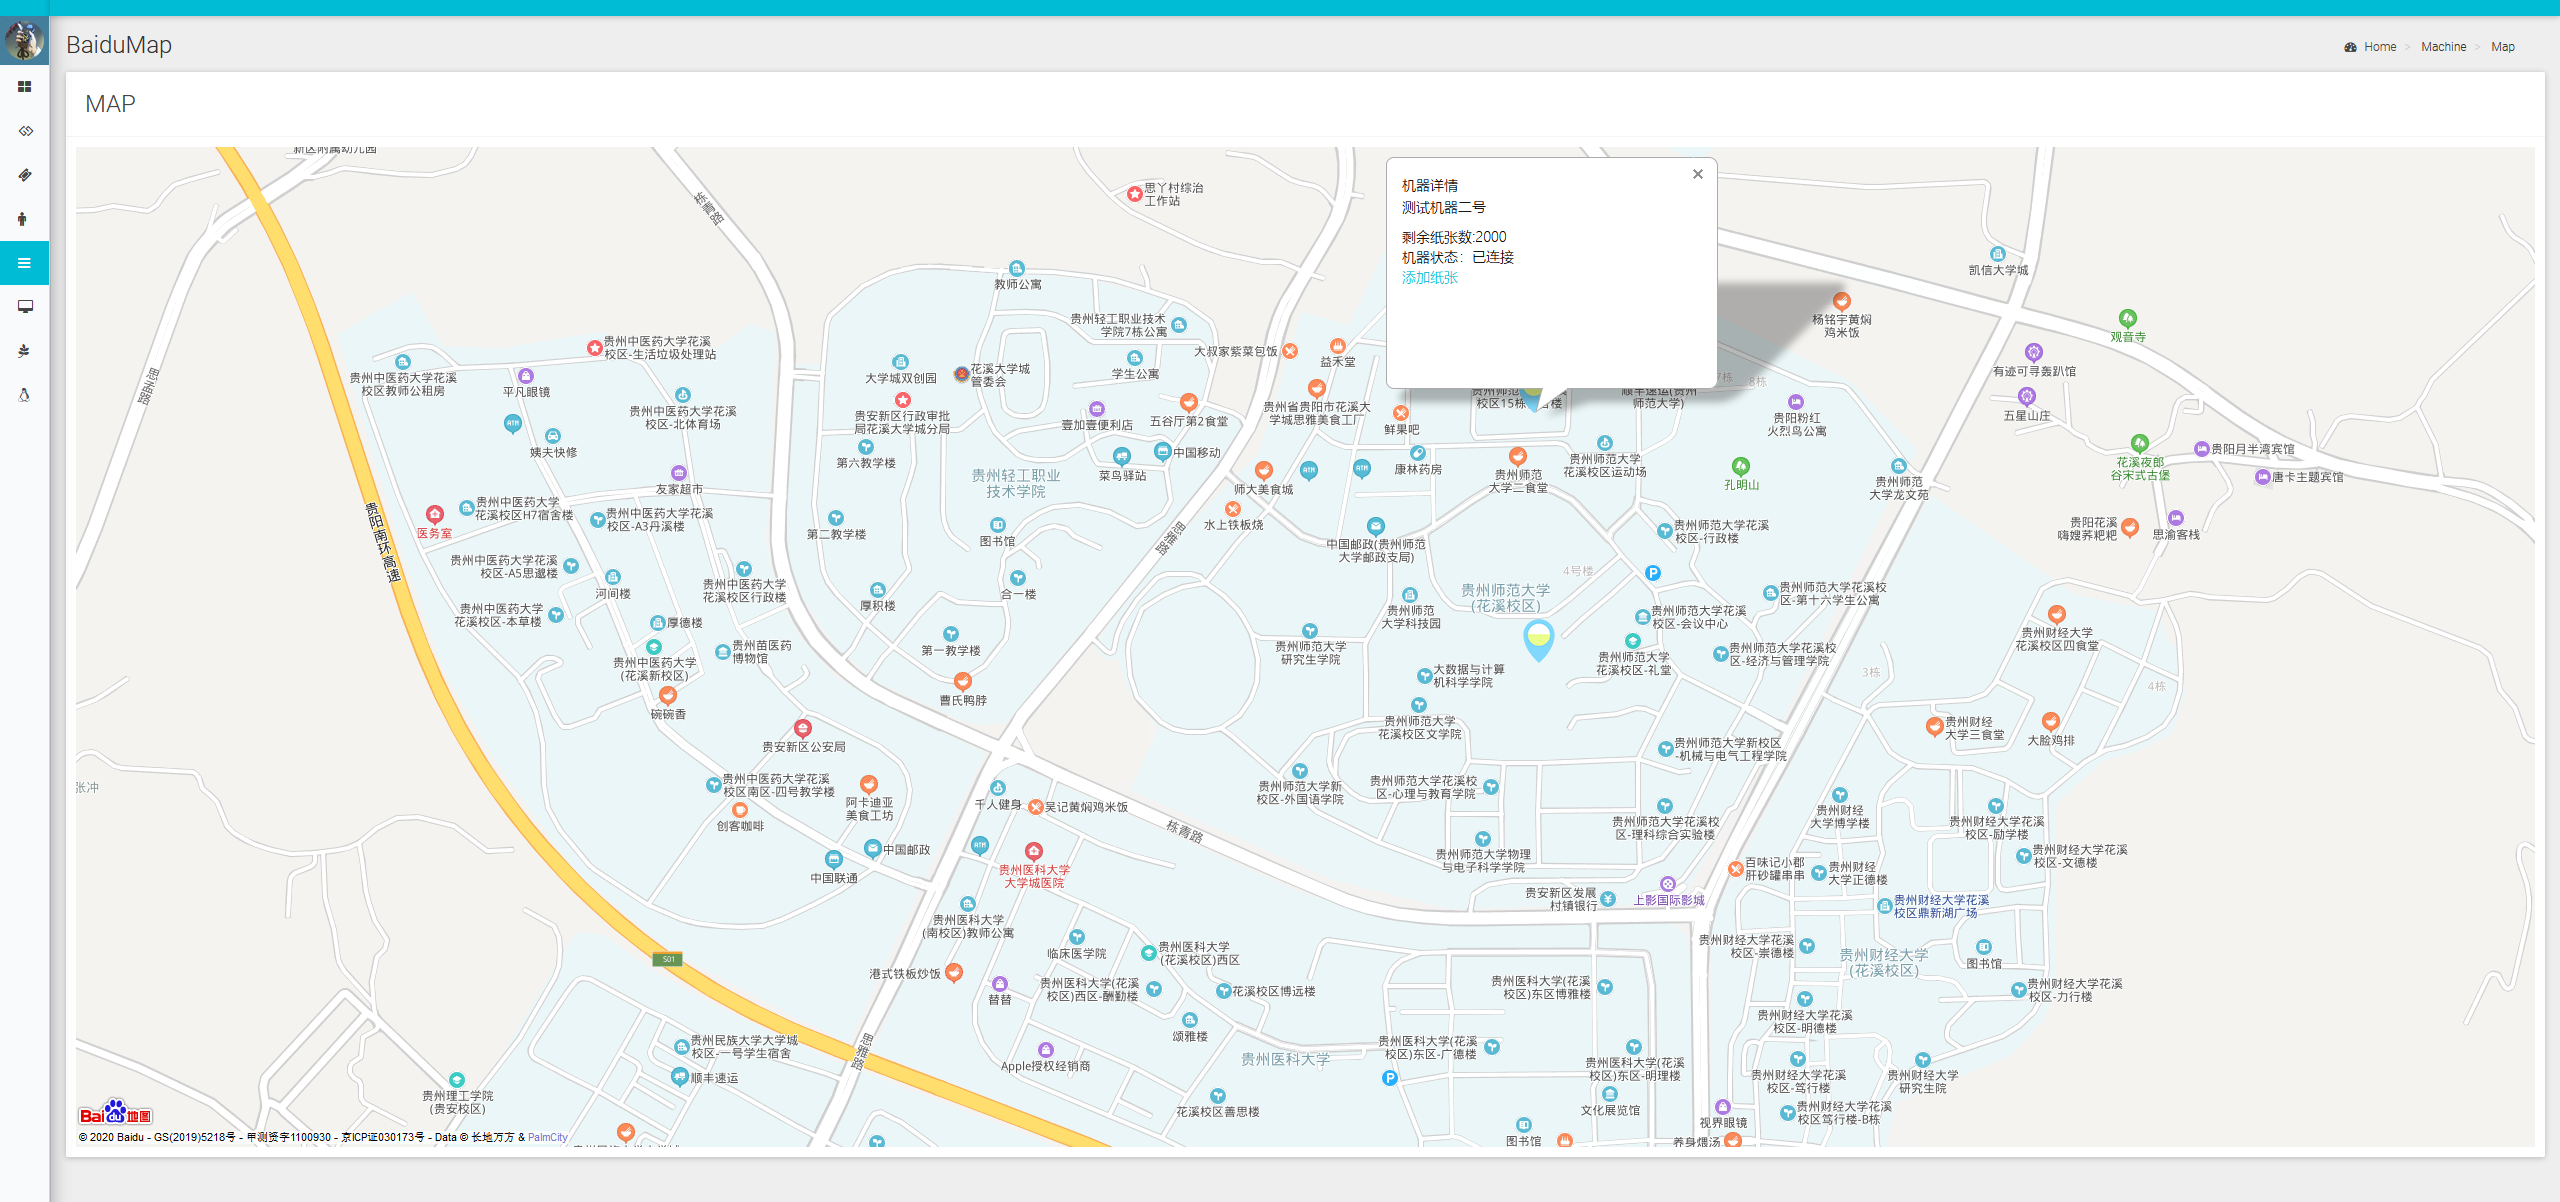 BaiduMap
Home > Machine > Map
MAP
机器详情
测试机器二号
剩余纸张数:2000
机器状态：已连接
添加纸张
新区附属幼儿园
思丫村综治
工作站
栋青路
凯信大学城
教师公寓
杨铭宇黄焖
鸡米饭
观音寺
贵州轻工职业技术
学院7栋公寓
贵州中医药大学花溪
校区-生活垃圾处理站
大叔家紫菜包饭
益禾堂
有迹可寻轰趴馆
贵州中医药大学花溪
校区教师公租房
平凡眼镜
大学城双创园
花溪大学城
管委会
学生公寓
7栋
8栋
思孟路
贵州中医药大学花溪
校区-北体育场
贵安新区行政审批
局花溪大学城分局
壹加壹便利店
五谷厅第2食堂
贵州省贵阳市花溪大
学城思雅美食工厂
鲜果吧
校区15栋
顺丰速运(贵州
师范大学)
贵阳粉红
火烈鸟公寓
五星山庄
ATM
姨夫快修
第六教学楼
菜鸟驿站
中国移动
康林药房
贵州师范大学
花溪校区运动场
贵阳月半湾宾馆
花溪夜郎
谷宋式古堡
唐卡主题宾馆
友家超市
贵州轻工职业
技术学院
师大美食城
ATM
ATM
贵州师范
大学二食堂
孔明山
贵州师范
大学龙文苑
贵州中医药大学
花溪校区H7宿舍楼
贵州中医药大学花溪
校区-A3丹溪楼
医务室
第二教学楼
图书馆
水上铁板烧
思雅路
中国邮政(贵州师范
大学邮政支局)
贵州师范大学花溪
校区-行政楼
贵阳花溪
嗨嫂荞粑粑
思渝客栈
贵阳南环高速
贵州中医药大学花溪
校区-A5思邈楼
河间楼
贵州中医药大学
花溪校区行政楼
合一楼
4号楼
P
贵州师范大学
(花溪校区)
贵州师范大学花溪校
区-第十六学生公寓
贵州中医药大学
花溪校区-本草楼
厚德楼
厚积楼
贵州师范
大学科技园
贵州师范大学花溪
校区-会议中心
贵州财经大学
花溪校区四食堂
贵州中医药大学
(花溪新校区)
贵州苗医药
博物馆
第一教学楼
贵州师范大学
研究生学院
大数据与计算
机科学学院
贵州师范大学
花溪校区-礼堂
贵州师范大学花溪校
区-经济与管理学院
3栋
4栋
碗碗香
曹氏鸭脖
贵州师范大学
花溪校区文学院
贵州财经
大学三食堂
大脸鸡排
贵安新区公安局
贵州师范大学新校区
-机械与电气工程学院
张冲
贵州中医药大学花溪
校区南区-四号教学楼
阿卡迪亚
美食工坊
创客咖啡
千人健身
吴记黄焖鸡米饭
贵州师范大学新
校区-外国语学院
贵州师范大学花溪校
区-心理与教育学院
贵州师范大学花溪校
区-理科综合实验楼
贵州财经
大学博学楼
贵州财经大学花溪
校区-励学楼
栋青路
中国邮政
中国联通
ATM
贵州医科大学
大学城医院
贵州师范大学物理
与电子科学学院
百味记小郡
肝砂罐串串
贵州财经
大学正德楼
贵州财经大学花溪
校区-文德楼
贵安新区发展
村镇银行
上影国际影城
贵州财经大学花溪
校区鼎新湖广场
贵州医科大学
(南校区)教师公寓
临床医学院
贵州医科大学
(花溪校区)西区
贵州财经大学花溪
校区-崇德楼
贵州财经大学
(花溪校区)
图书馆
S01
港式铁板炒饭
替替
贵州医科大学(花溪
校区)西区-酬勤楼
花溪校区博远楼
贵州医科大学(花溪
校区)东区博雅楼
贵州财经大学花溪
校区-力行楼
颂雅楼
贵州财经大学花溪
校区-明德楼
贵州民族大学大学城
校区-一号学生宿舍
思雅路
Apple授权经销商
贵州医科大学
贵州医科大学(花溪
校区)东区-广德楼
贵州医科大学(花溪
校区)东区-明理楼
P
顺丰速运
贵州财经大学花溪
校区-笃行楼
贵州财经大学
研究生院
贵州理工学院
(贵安校区)
花溪校区善思楼
文化展览馆
视界眼镜
贵州财经大学花溪
校区笃行楼-B栋
图书馆
养身煨汤
Baidu地图
© 2020 Baidu - GS(2019)5218号 - 甲测资字1100930 - 京ICP证030173号 - Data © 长地万方 & PalmCity